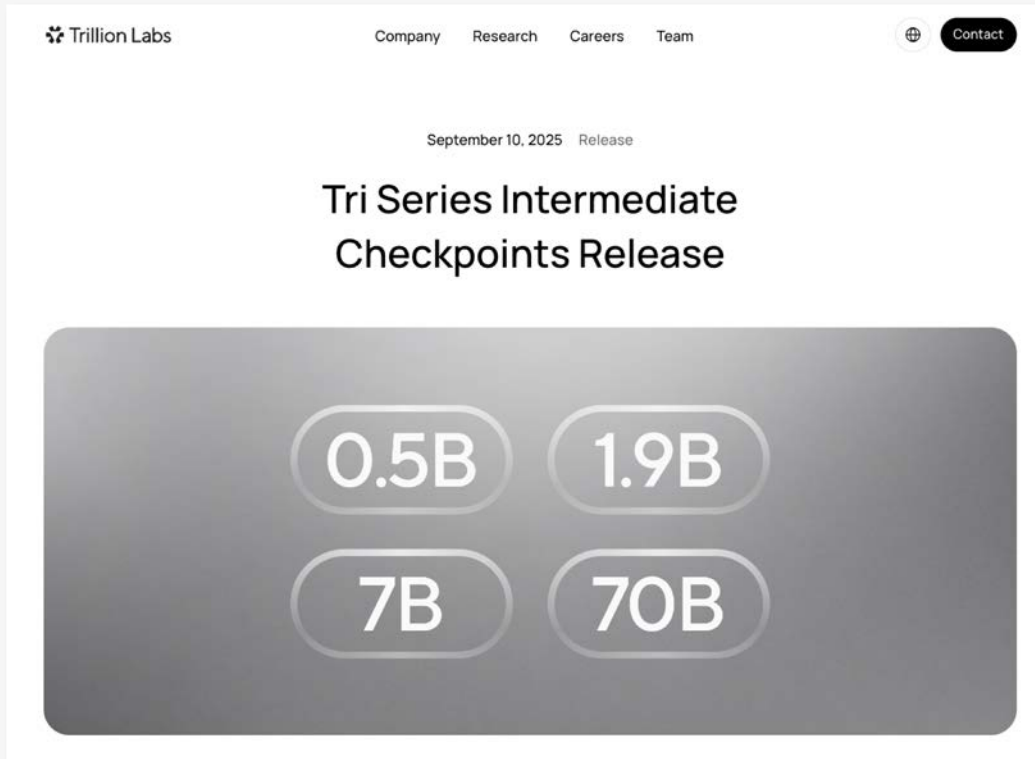 Trillion Labs
Company Research Careers Team
Contact
September 10, 2025 Release
Tri Series Intermediate
Checkpoints Release
0.5B 1.9B
7B 70B